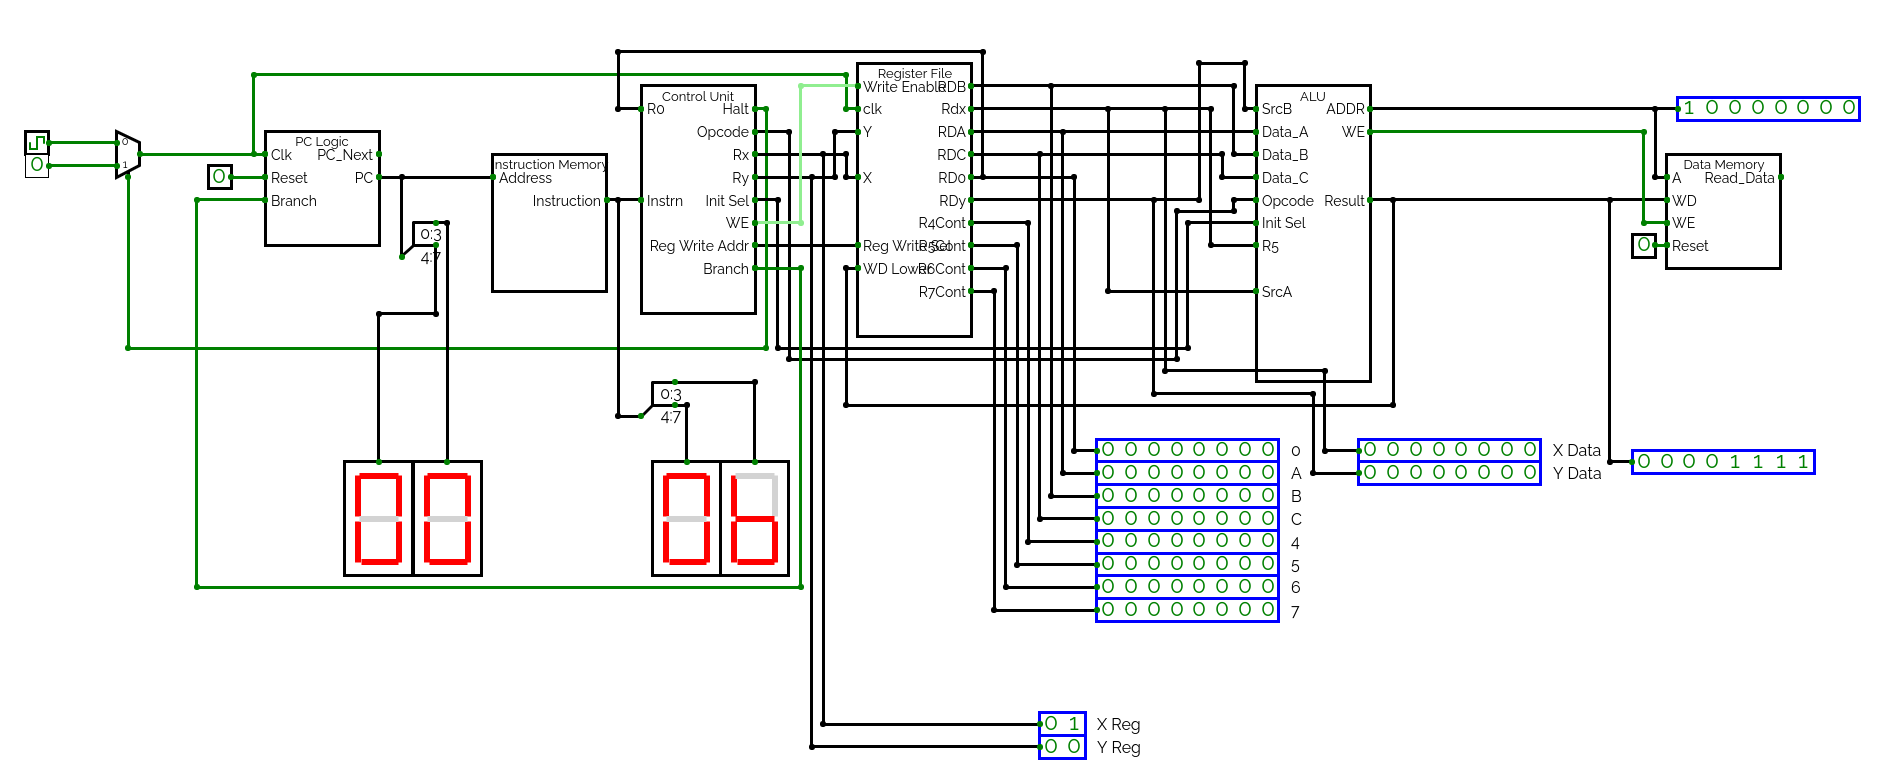 0
0
1
PC Logic
Clk PC_Next
0
Reset PC
Branch
0:3
4:7
nstruction Memory
Address
Instruction
Control Unit
R0 Halt
Opcode
Rx
Ry
Instrn Init Sel
WE
Reg Write Addr
Branch
0:3
4:7
Register File
Write Enable RDB
clk Rdx
Y RDA
RDC
X RD0
RDy
R4Cont
Reg Write Sel R5Cont
WD Lower R6Cont
R7Cont
ALU
SrcB ADDR
Data_A WE
Data_B
Data_C
Opcode Result
Init Sel
R5
SrcA
1 0 0 0 0 0 0 0
Data Memory
A Read_Data
WD
WE
0
Reset
00
06
0 0 0 0 0 0 0 0 0
0 0 0 0 0 0 0 0 A
0 0 0 0 0 0 0 0 B
0 0 0 0 0 0 0 0 C
0 0 0 0 0 0 0 0 4
0 0 0 0 0 0 0 0 5
0 0 0 0 0 0 0 0 6
0 0 0 0 0 0 0 0 7
0 0 0 0 0 0 0 0 X Data
0 0 0 0 0 0 0 0 Y Data
0 0 0 0 1 1 1 1
0 1 X Reg
0 0 Y Reg